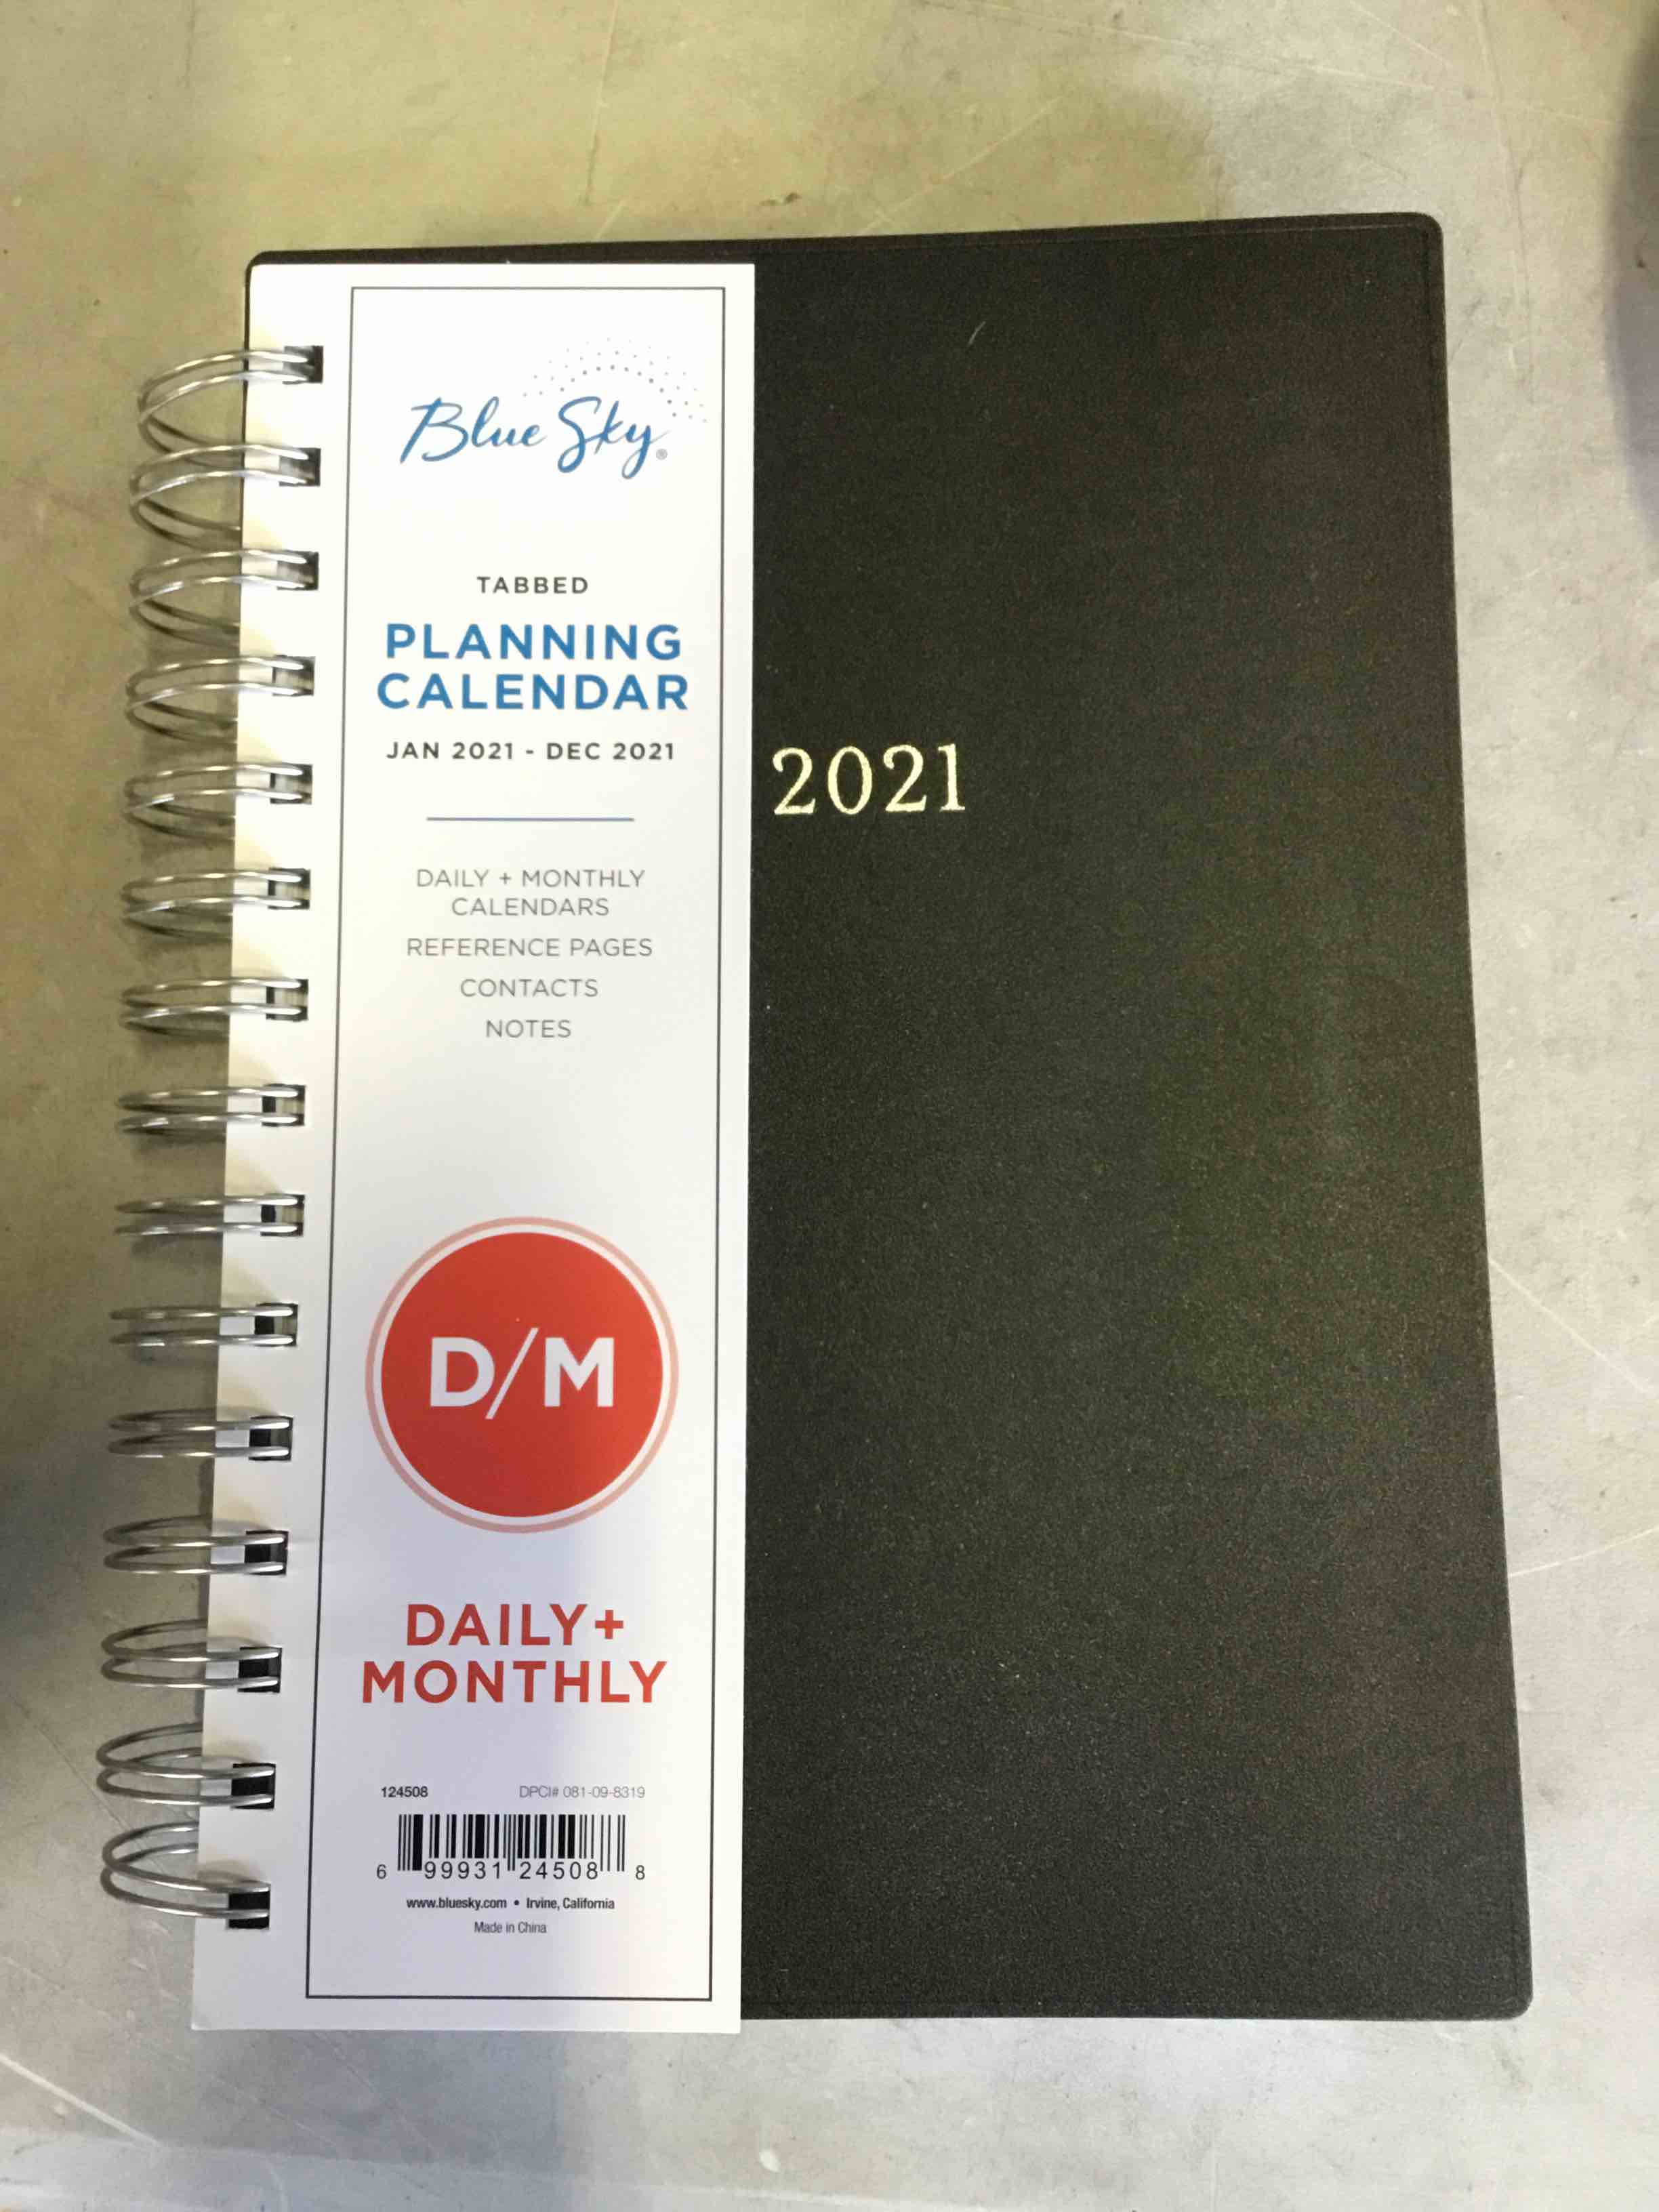 Blue Sky®
TABBED
PLANNING
CALENDAR
JAN 2021 - DEC 2021
2021
DAILY + MONTHLY
CALENDARS
REFERENCE PAGES
CONTACTS
NOTES
D/M
DAILY+
MONTHLY
124508 DPCI# 081-09-8319
6 99931 24508 8
www.bluesky.com • Irvine, California
Made in China